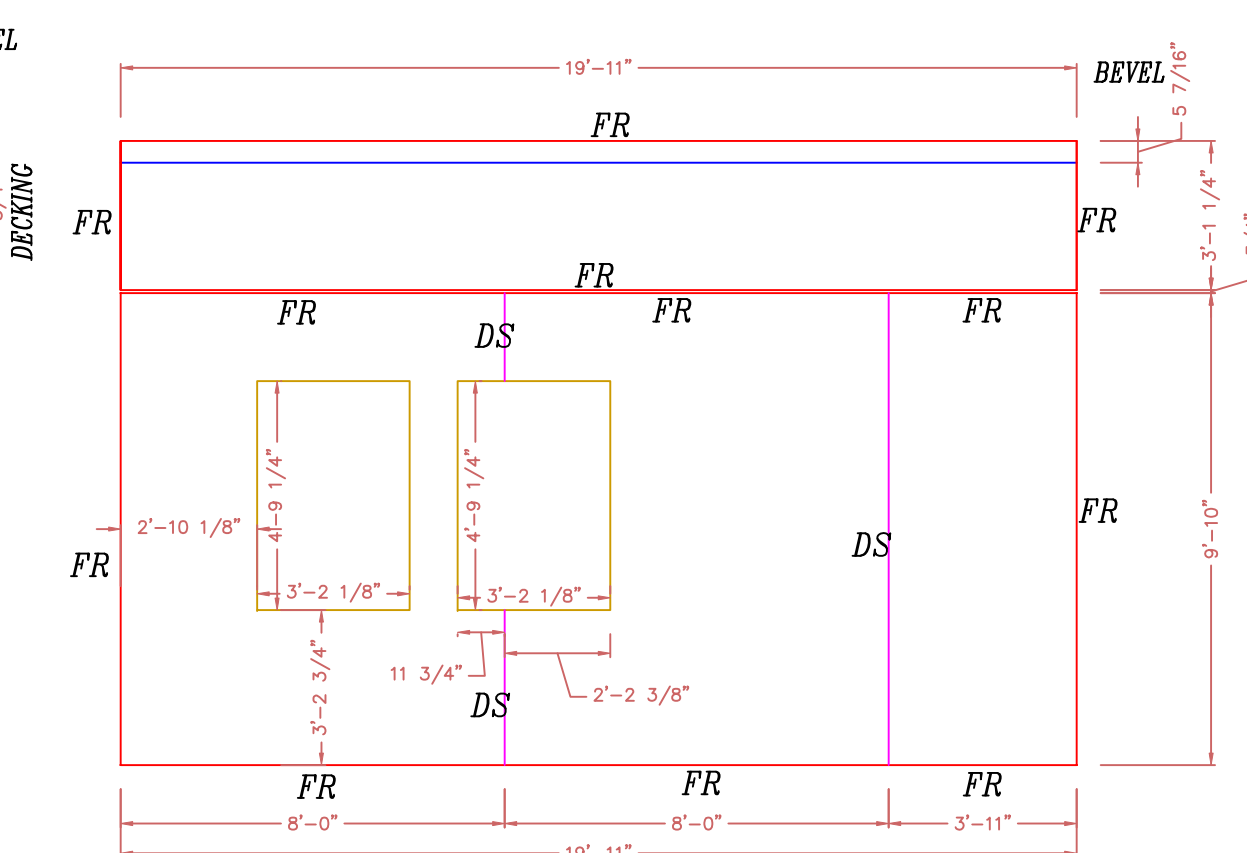 EL
19'-11"
BEVEL
5 7/16"
FR
DECKING
FR
FR
3'-1 1/4"
FR
FR
FR
FR
DS
4'-9 1/4"
4'-9 1/4"
2'-10 1/8"
FR
DS
9'-10"
FR
3'-2 1/8"
3'-2 1/8"
11 3/4"
2'-2 3/8"
3'-2 3/4"
DS
FR
FR
FR
8'-0"
8'-0"
3'-11"
19'-11"